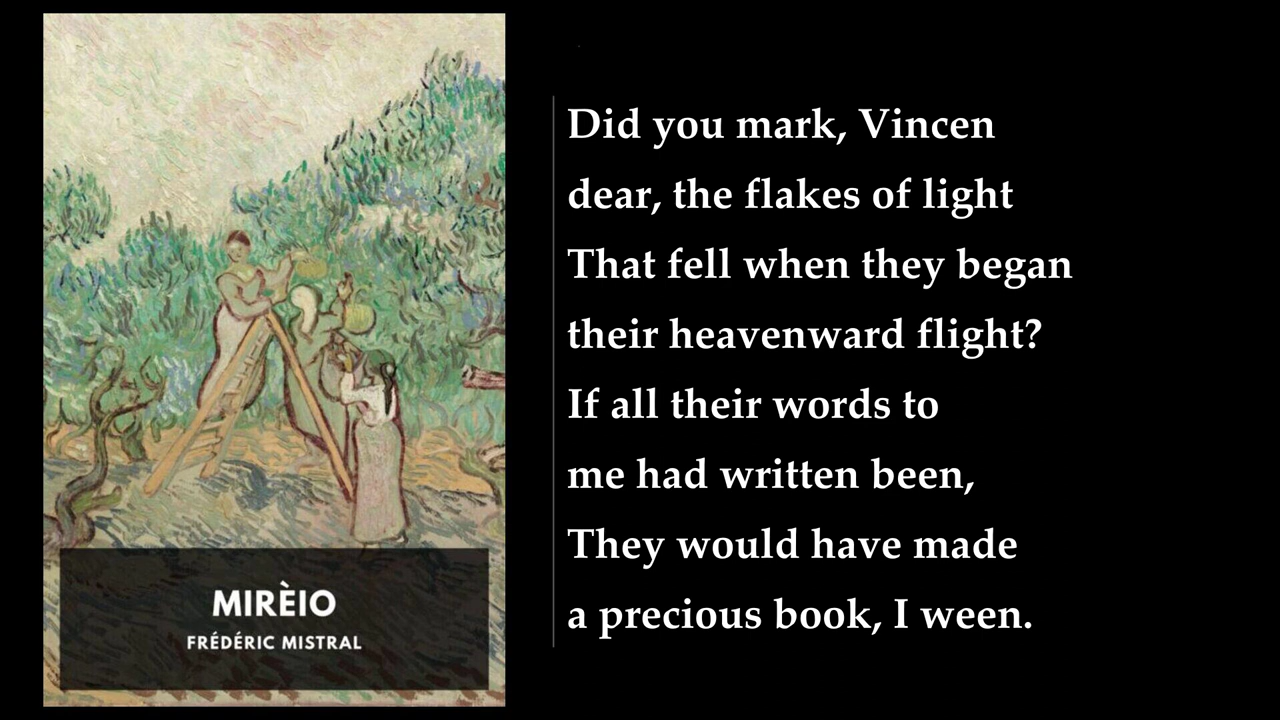 MIRÈIO
FRÉDÉRIC MISTRAL
Did you mark, Vincen
dear, the flakes of light
That fell when they began
their heavenward flight?
If all their words to
me had written been,
They would have made
a precious book, I ween.